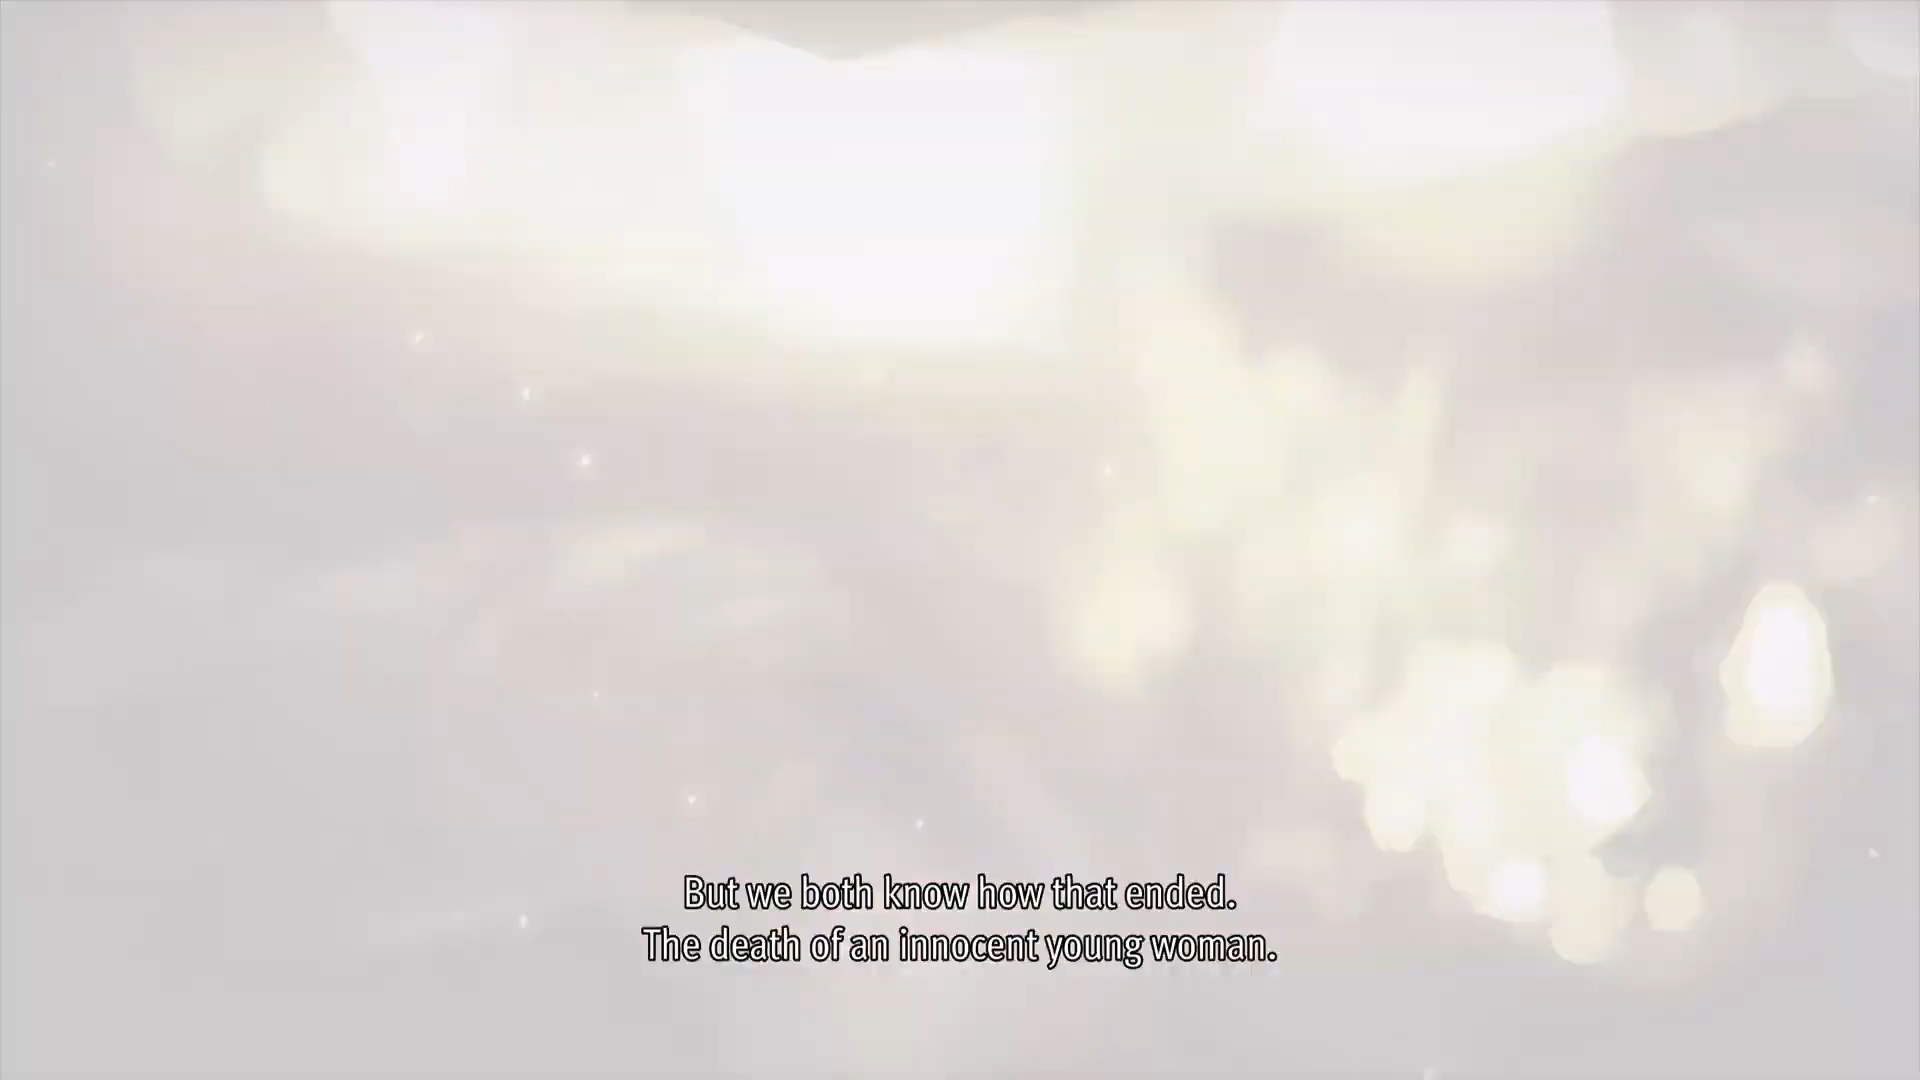 But we both know how that ended.
The death of an innocent young woman.